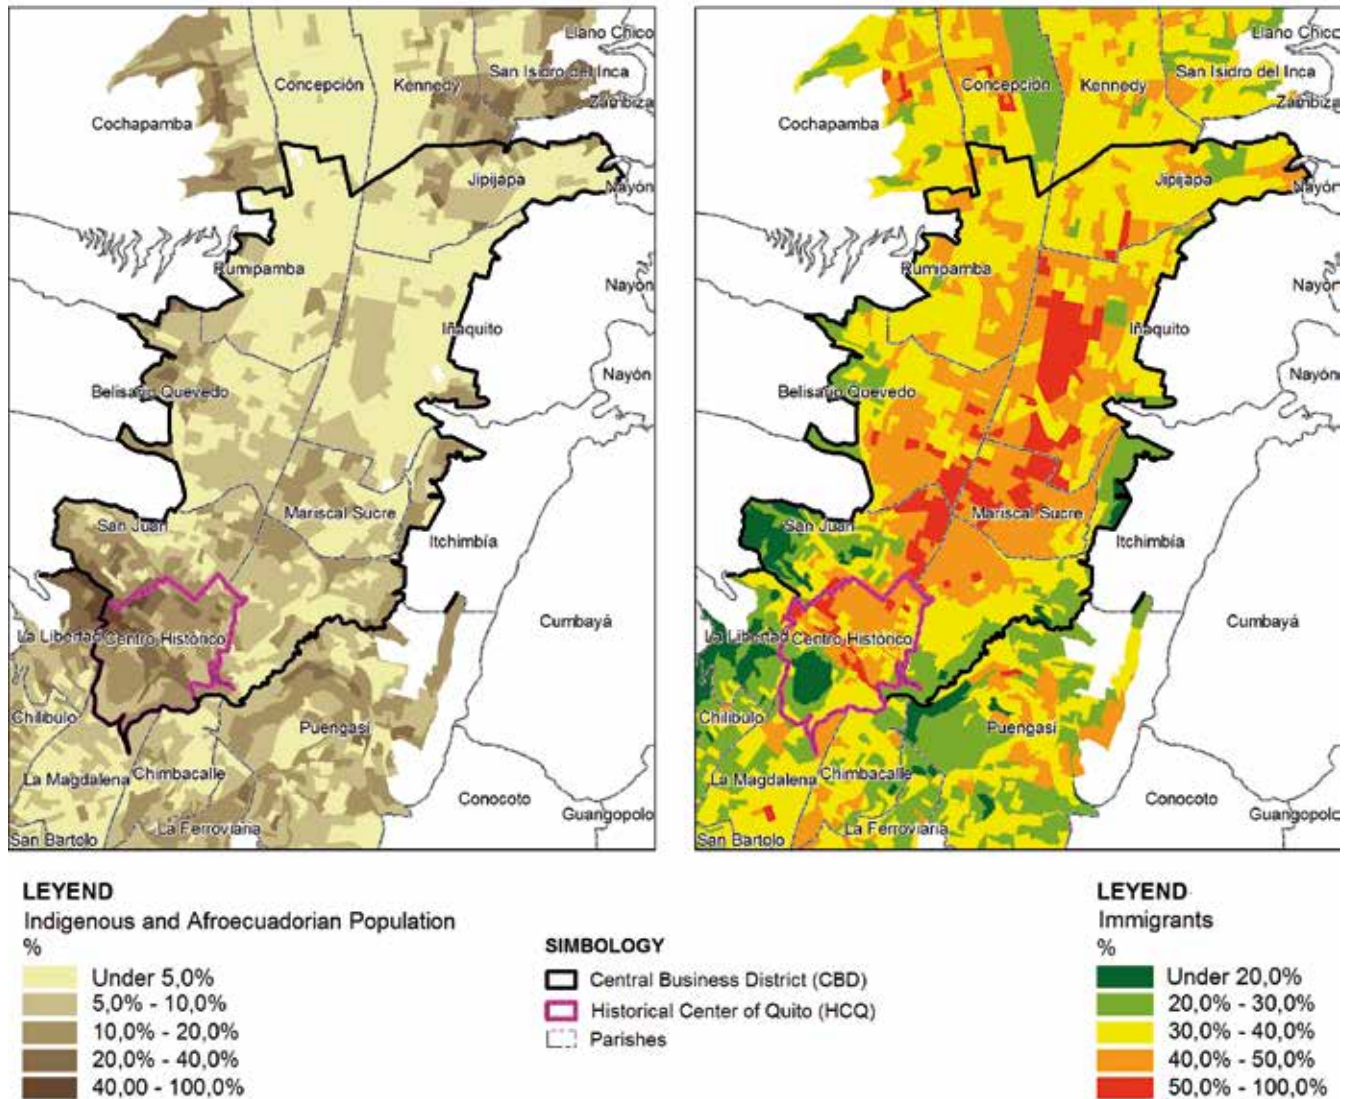 Llano Chico
Concepción
Kennedy
San Isidro del Inca
Zámbiza
Cochapamba
Jipijapa
Nayón
Rumipamba
Nayón
Iñaquito
Nayón
Belisario Quevedo
San Juan
Mariscal Sucre
Itchimbía
Cumbayá
La Libertad
Centro Histórico
Chilibulo
Puengasí
La Magdalena
Chimbacalle
Conocoto
Guangopolo
La Ferroviaria
San Bartolo
Llano Chico
Concepción
Kennedy
San Isidro del Inca
Zámbiza
Cochapamba
Jipijapa
Nayón
Rumipamba
Nayón
Iñaquito
Nayón
Belisario Quevedo
San Juan
Mariscal Sucre
Itchimbía
Cumbayá
La Libertad
Centro Histórico
Chilibulo
Puengasí
La Magdalena
Chimbacalle
Conocoto
Guangopolo
La Ferroviaria
San Bartolo
LEYEND
Indigenous and Afroecuadorian Population
%
Under 5,0%
5,0% - 10,0%
10,0% - 20,0%
20,0% - 40,0%
40,00 - 100,0%
SIMBOLOGY
Central Business District (CBD)
Historical Center of Quito (HCQ)
Parishes
LEYEND
Immigrants
%
Under 20,0%
20,0% - 30,0%
30,0% - 40,0%
40,0% - 50,0%
50,0% - 100,0%